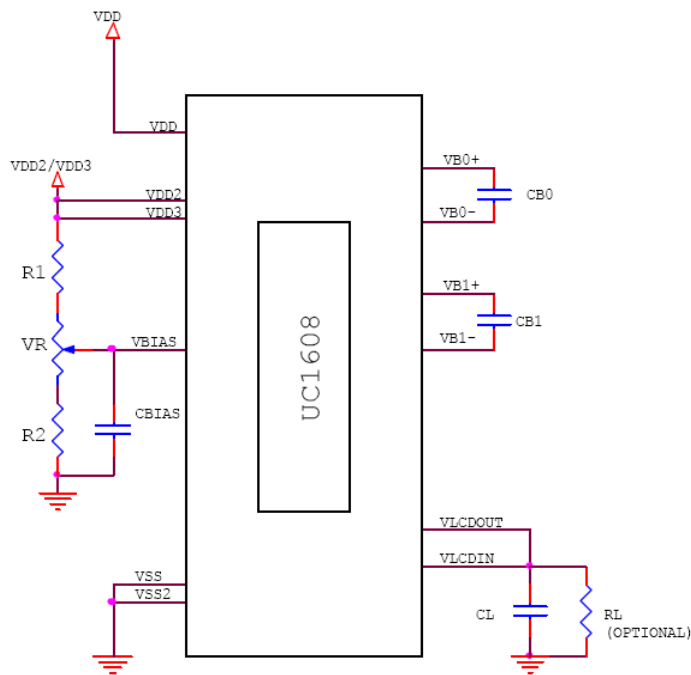 VDD
VDD
VDD2/VDD3
VDD2
VDD3
R1
VR
VBIAS
CBIAS
R2
VSS
VSS2
UC1608
VB0+
CB0
VB0-
VB1+
CB1
VB1-
VLCDOUT
VLCDIN
CL
RL
(OPTIONAL)